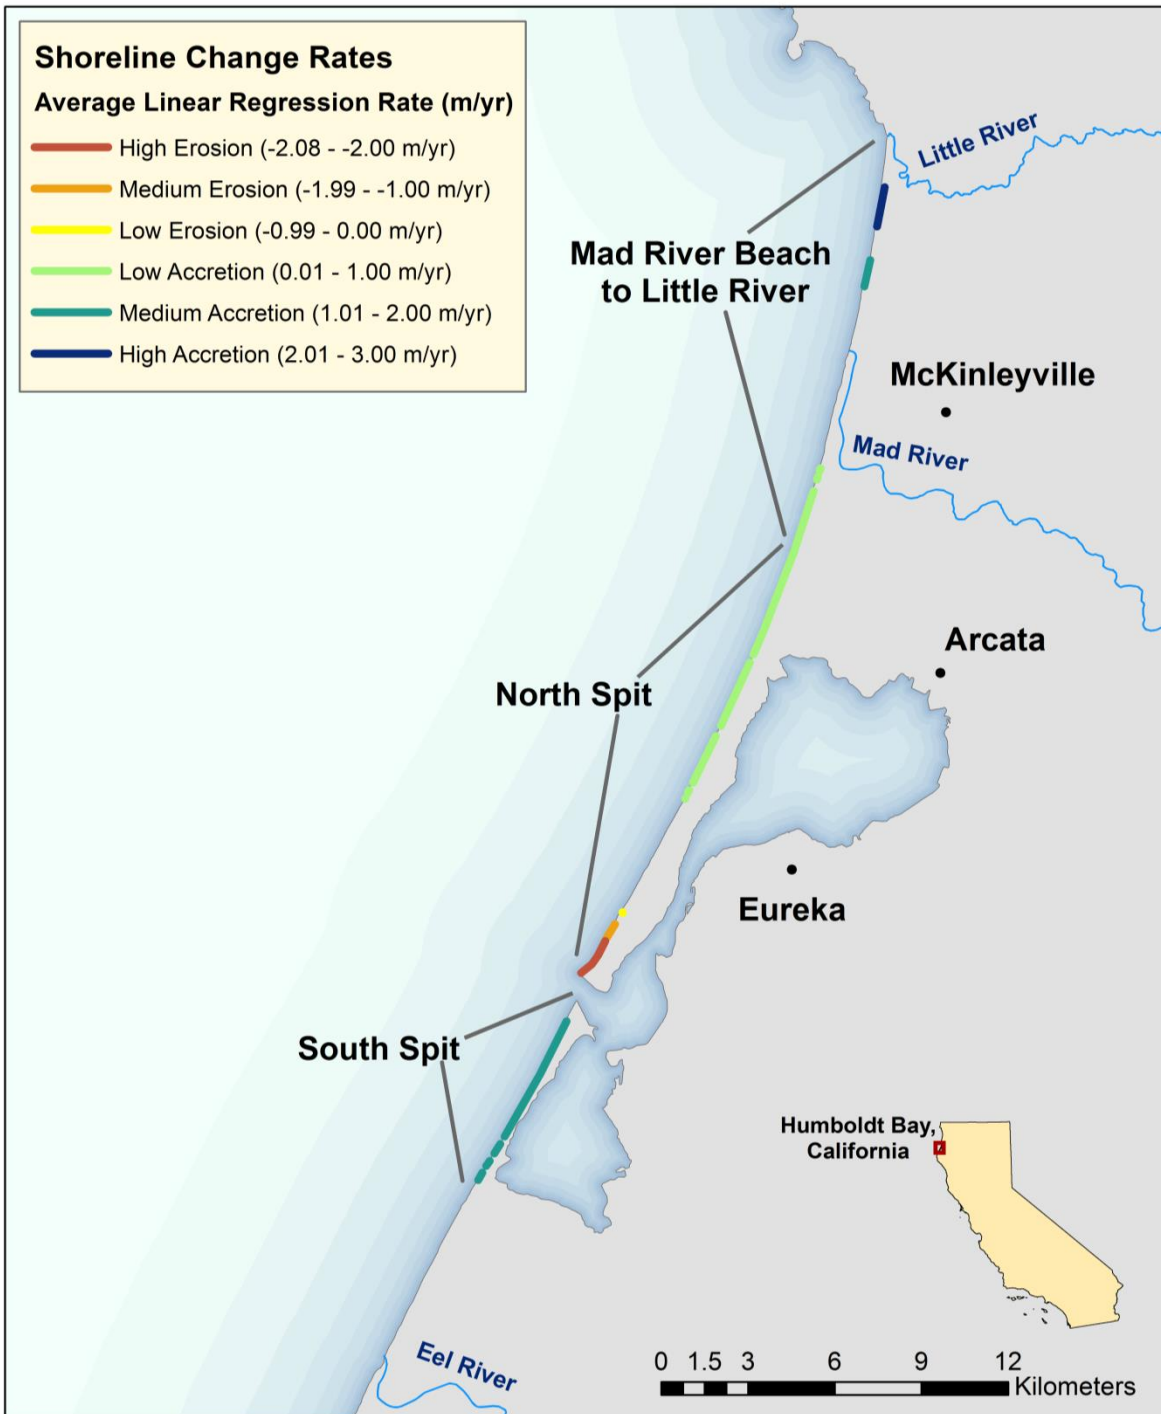 Shoreline Change Rates
Average Linear Regression Rate (m/yr)
High Erosion (-2.08 - -2.00 m/yr)
Medium Erosion (-1.99 - -1.00 m/yr)
Low Erosion (-0.99 - 0.00 m/yr)
Low Accretion (0.01 - 1.00 m/yr)
Medium Accretion (1.01 - 2.00 m/yr)
High Accretion (2.01 - 3.00 m/yr)
Little River
Mad River Beach
to Little River
McKinleyville
Mad River
Arcata
North Spit
Eureka
South Spit
Humboldt Bay,
California
Eel River
0 1.5 3 6 9 12
Kilometers